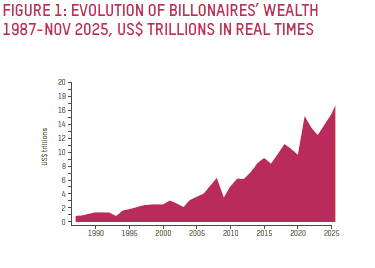 FIGURE 1: EVOLUTION OF BILLONAIRES' WEALTH
1987-NOV 2025, US$ TRILLIONS IN REAL TIMES
US$ trillions
20
18
16
14
12
10
8
6
4
2
0
1990 1995 2000 2005 2010 2015 2020 2025